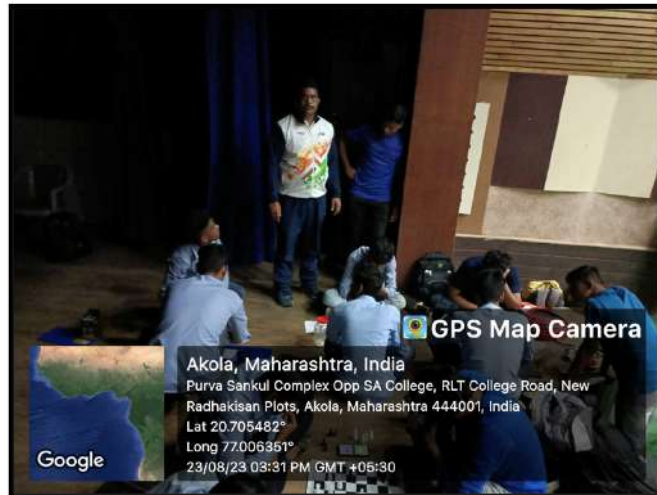 GPS Map Camera
Akola, Maharashtra, India
Purva Sankul Complex Opp SA College, RLT College Road, New
Radhakisan Plots, Akola, Maharashtra 444001, India
Lat 20.705482°
Long 77.006351°
23/08/23 03:31 PM GMT +05:30
Google